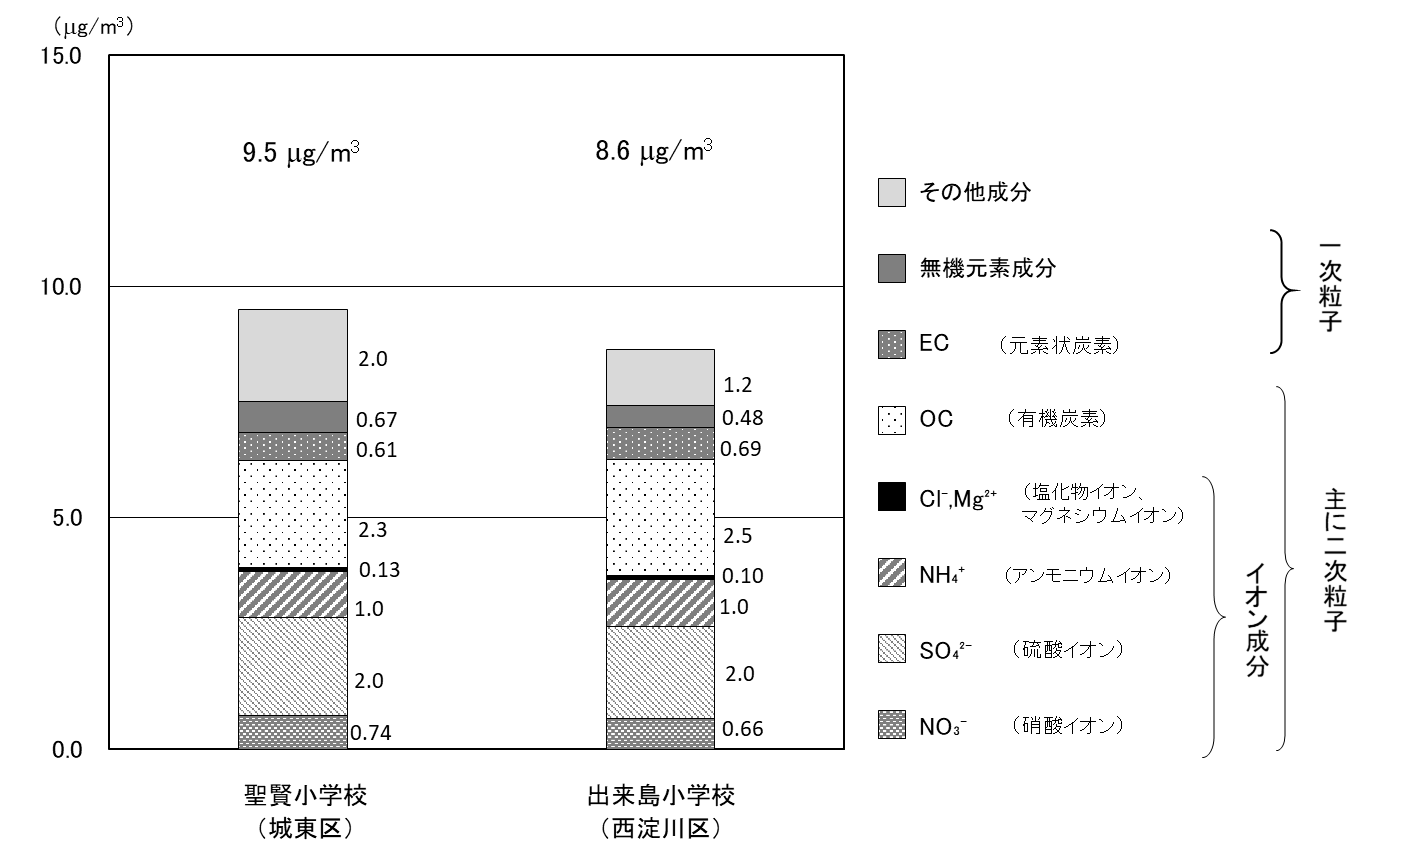 （μg/m³）
15.0
10.0
5.0
0.0
9.5 μg/m³
8.6 μg/m³
2.0
0.67
0.61
2.3
0.13
1.0
2.0
0.74
1.2
0.48
0.69
2.5
0.10
1.0
2.0
0.66
聖賢小学校
（城東区）
出来島小学校
（西淀川区）
その他成分
無機元素成分
EC （元素状炭素）
OC （有機炭素）
Cl⁻,Mg²⁺ （塩化物イオン、
マグネシウムイオン）
NH₄⁺ （アンモニウムイオン）
SO₄²⁻ （硫酸イオン）
NO₃⁻ （硝酸イオン）
一次粒子
主に二次粒子
イオン成分